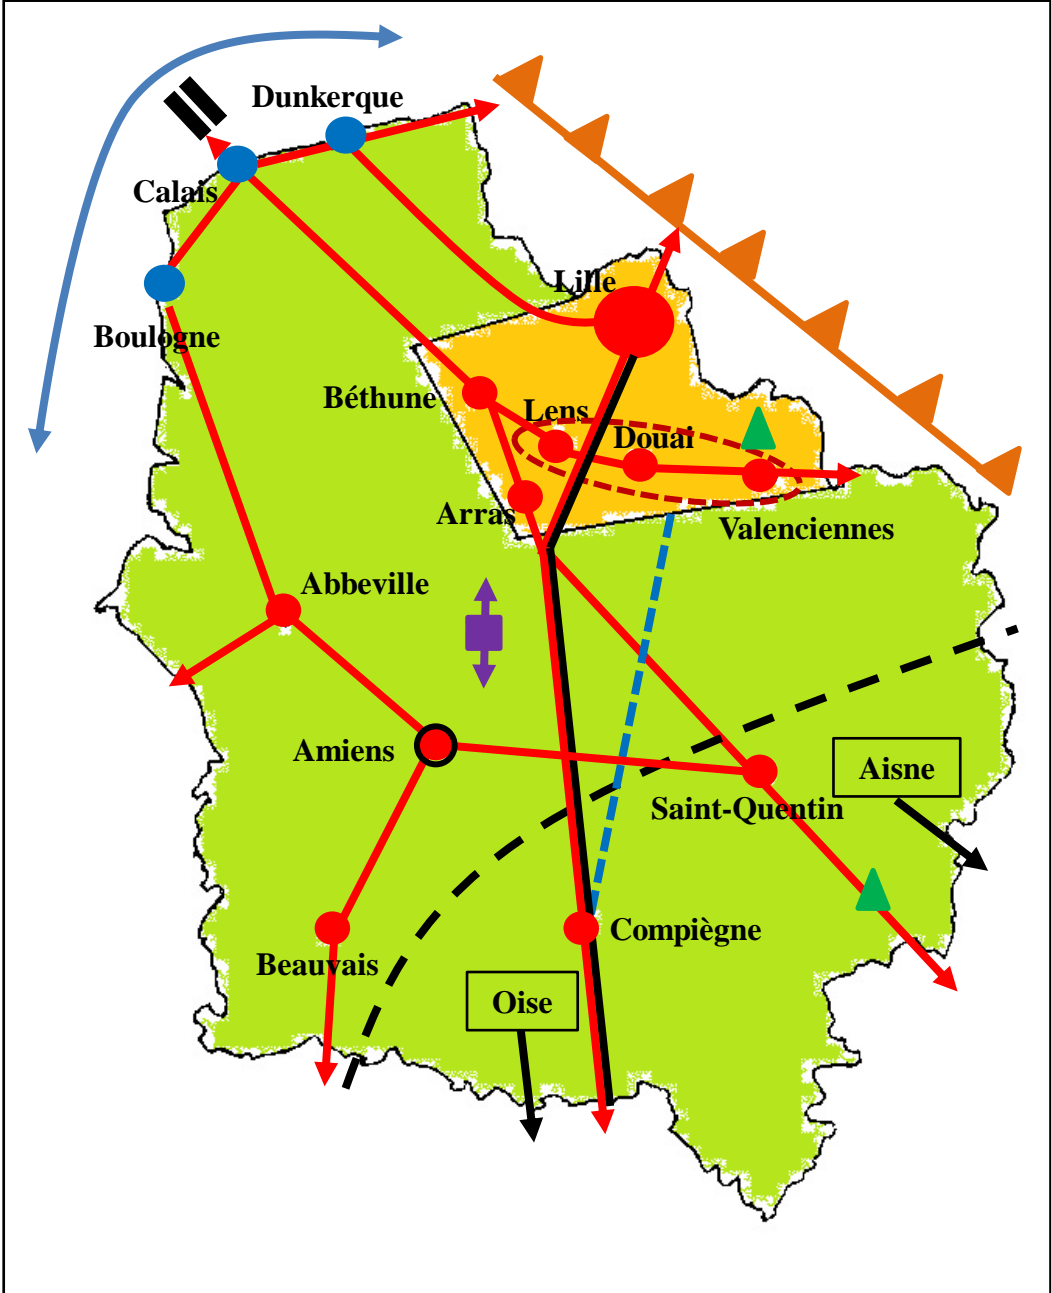 Dunkerque
Calais
Lille
Boulogne
Béthune
Lens
Douai
Arras
Valenciennes
Abbeville
Amiens
Aisne
Saint-Quentin
Compiègne
Beauvais
Oise